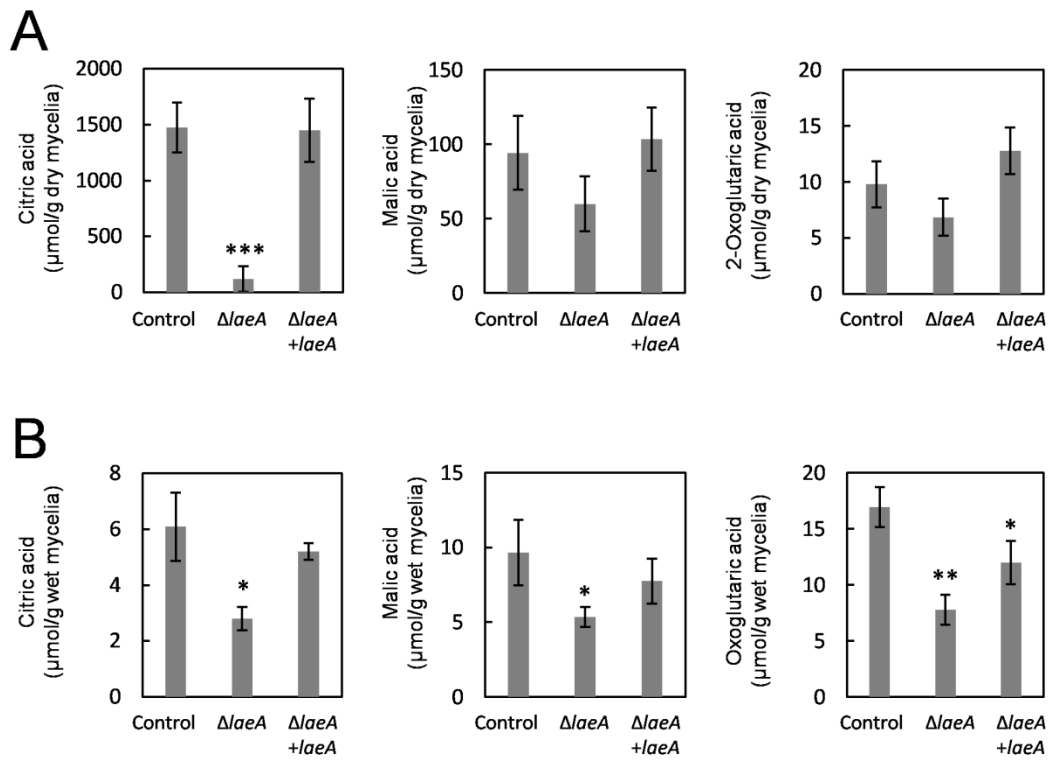 A
Citric acid
(µmol/g dry mycelia)
2000
1500
1000
500
0
***
Control
ΔlaeA
ΔlaeA
+laeA
Malic acid
(µmol/g dry mycelia)
150
100
50
0
Control
ΔlaeA
ΔlaeA
+laeA
2-Oxoglutaric acid
(µmol/g dry mycelia)
20
15
10
5
0
Control
ΔlaeA
ΔlaeA
+laeA
B
Citric acid
(µmol/g wet mycelia)
8
6
4
2
0
*
Control
ΔlaeA
ΔlaeA
+laeA
Malic acid
(µmol/g wet mycelia)
15
10
5
0
*
Control
ΔlaeA
ΔlaeA
+laeA
Oxoglutaric acid
(µmol/g wet mycelia)
20
15
10
5
0
**
*
Control
ΔlaeA
ΔlaeA
+laeA